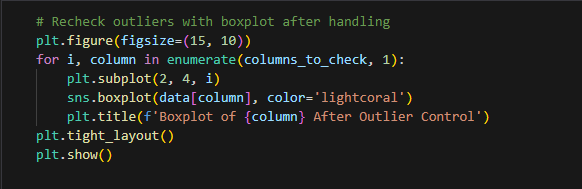 # Recheck outliers with boxplot after handling
plt.figure(figsize=(15, 10))
for i, column in enumerate(columns_to_check, 1):
    plt.subplot(2, 4, i)
    sns.boxplot(data[column], color='lightcoral')
    plt.title(f'Boxplot of {column} After Outlier Control')
plt.tight_layout()
plt.show()